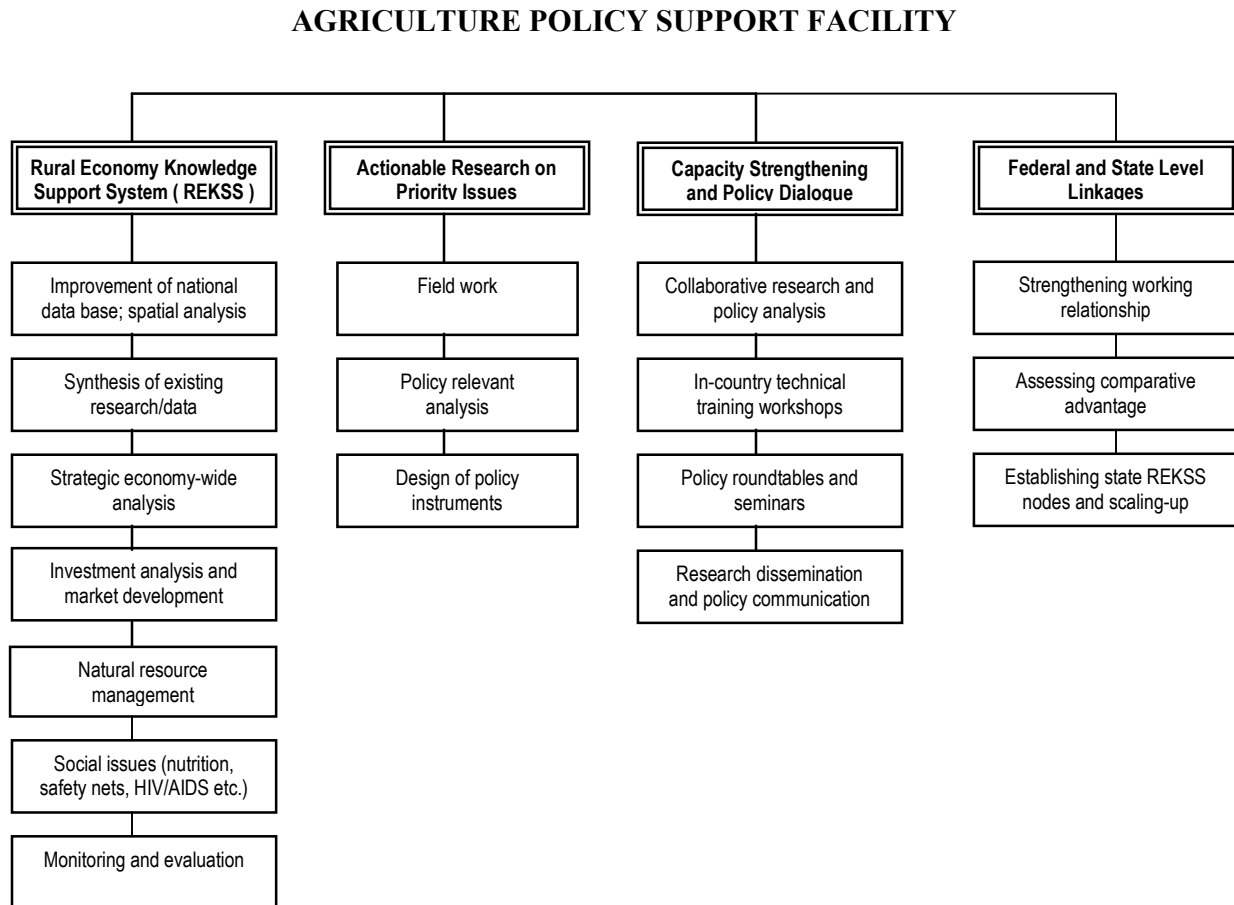 AGRICULTURE POLICY SUPPORT FACILITY
Rural Economy Knowledge
Support System ( REKSS )
Improvement of national
data base; spatial analysis
Synthesis of existing
research/data
Strategic economy-wide
analysis
Investment analysis and
market development
Natural resource
management
Social issues (nutrition,
safety nets, HIV/AIDS etc.)
Monitoring and evaluation
Actionable Research on
Priority Issues
Field work
Policy relevant
analysis
Design of policy
instruments
Capacity Strengthening
and Policy Dialogue
Collaborative research and
policy analysis
In-country technical
training workshops
Policy roundtables and
seminars
Research dissemination
and policy communication
Federal and State Level
Linkages
Strengthening working
relationship
Assessing comparative
advantage
Establishing state REKSS
nodes and scaling-up